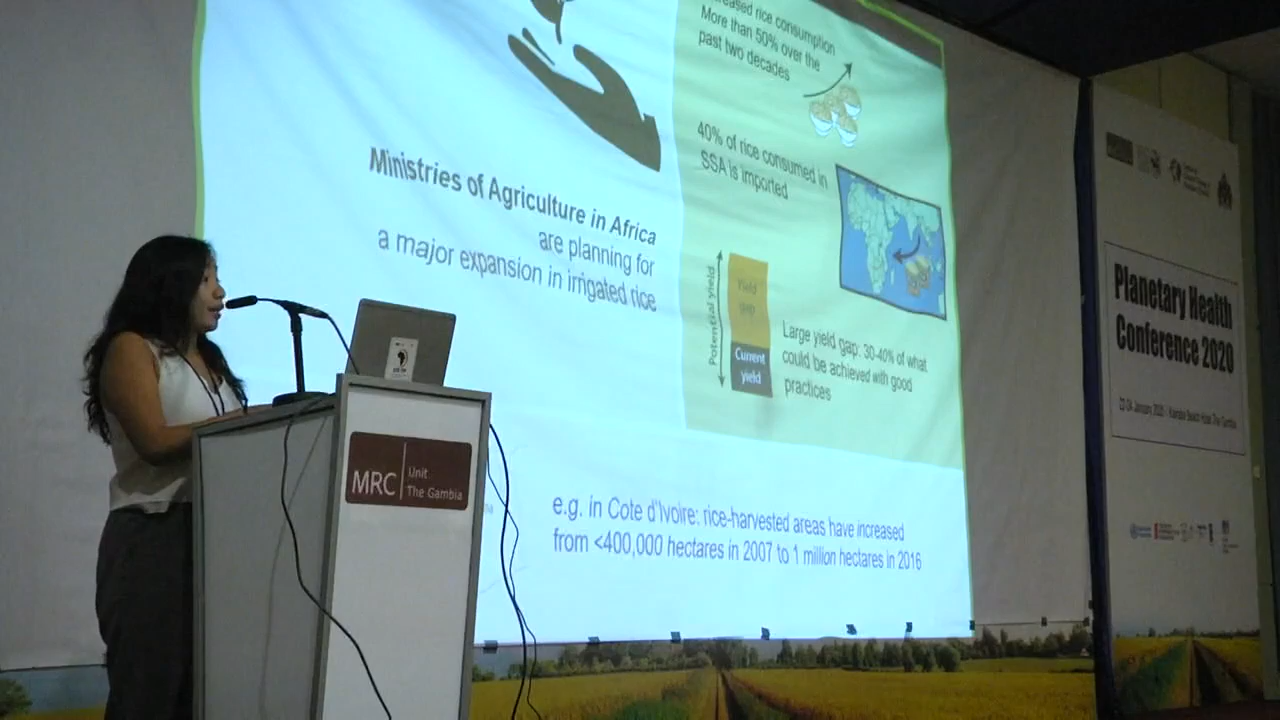 Increased rice consumption
More than 50% over the
past two decades
40% of rice consumed in
SSA is imported
Ministries of Agriculture in Africa
are planning for
a major expansion in irrigated rice
Potential yield
Yield
gap
Current
yield
Large yield gap: 30-40% of what
could be achieved with good
practices
e.g. in Cote d'Ivoire: rice-harvested areas have increased
from <400,000 hectares in 2007 to 1 million hectares in 2016
MRC
Unit
The Gambia
Planetary Health
Conference 2020